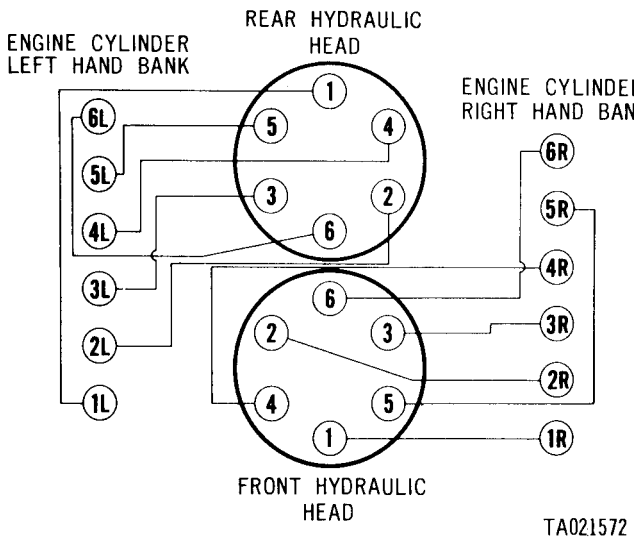 REAR HYDRAULIC
HEAD
ENGINE CYLINDER
LEFT HAND BANK
ENGINE CYLINDE
RIGHT HAND BAN
1
5
4
3
2
6
6L
5L
4L
3L
2L
1L
6R
5R
4R
3R
2R
1R
6
2
3
4
5
1
FRONT HYDRAULIC
HEAD
TA021572